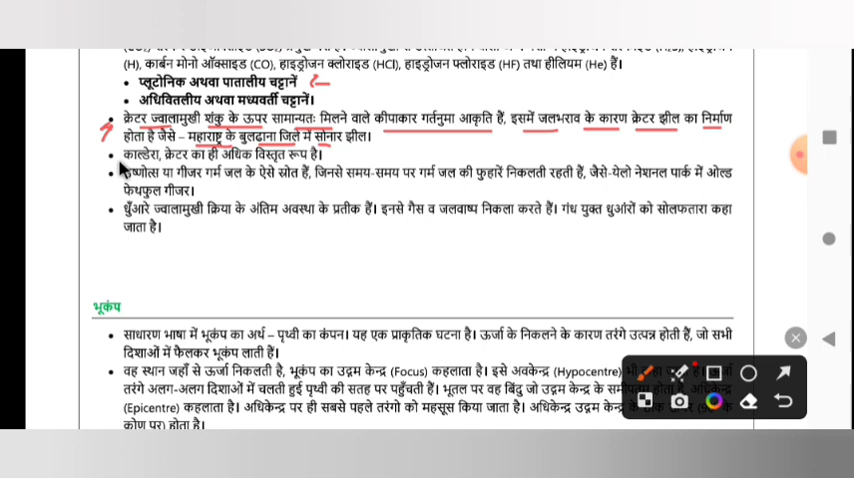 (H), कार्बन मोनो ऑक्साइड (CO), हाइड्रोजन क्लोराइड (HCl), हाइड्रोजन फ्लोराइड (HF) तथा हीलियम (He) हैं।
• प्लूटोनिक अथवा पातालीय चट्टानें
• अधिवितलीय अथवा मध्यवर्ती चट्टानें।
• क्रेटर ज्वालामुखी शंकु के ऊपर सामान्यतः मिलने वाले कीपाकार गर्तनुमा आकृति हैं, इसमें जलभराव के कारण क्रेटर झील का निर्माण
होता है जैसे – महाराष्ट्र के बुलढाना जिले में सोनार झील।
• काल्डेरा, क्रेटर का ही अधिक विस्तृत रूप है।
या गीजर गर्म जल के ऐसे स्रोत हैं, जिनसे समय-समय पर गर्म जल की फुहारें निकलती रहती हैं, जैसे-येलो नेशनल पार्क में ओल्ड
फेथफुल गीजर।
• धुँआरे ज्वालामुखी क्रिया के अंतिम अवस्था के प्रतीक हैं। इनसे गैस व जलवाष्प निकला करते हैं। गंध युक्त धुआंरों को सोलफतारा कहा
जाता है।
भूकंप
• साधारण भाषा में भूकंप का अर्थ – पृथ्वी का कंपन। यह एक प्राकृतिक घटना है। ऊर्जा के निकलने के कारण तरंगे उत्पन्न होती हैं, जो सभी
दिशाओं में फैलकर भूकंप लाती हैं।
• वह स्थान जहाँ से ऊर्जा निकलती है, भूकंप का उद्गम केन्द्र (Focus) कहलाता है। इसे अवकेन्द्र (Hypocentre)
तरंगे अलग-अलग दिशाओं में चलती हुई पृथ्वी की सतह पर पहुँचती हैं। भूतल पर वह बिंदु जो उद्गम केन्द्र के
(Epicentre) कहलाता है। अधिकेन्द्र पर ही सबसे पहले तरंगो को महसूस किया जाता है। अधिकेन्द्र उद्गम केन्द्र
कोण पर) होता है।